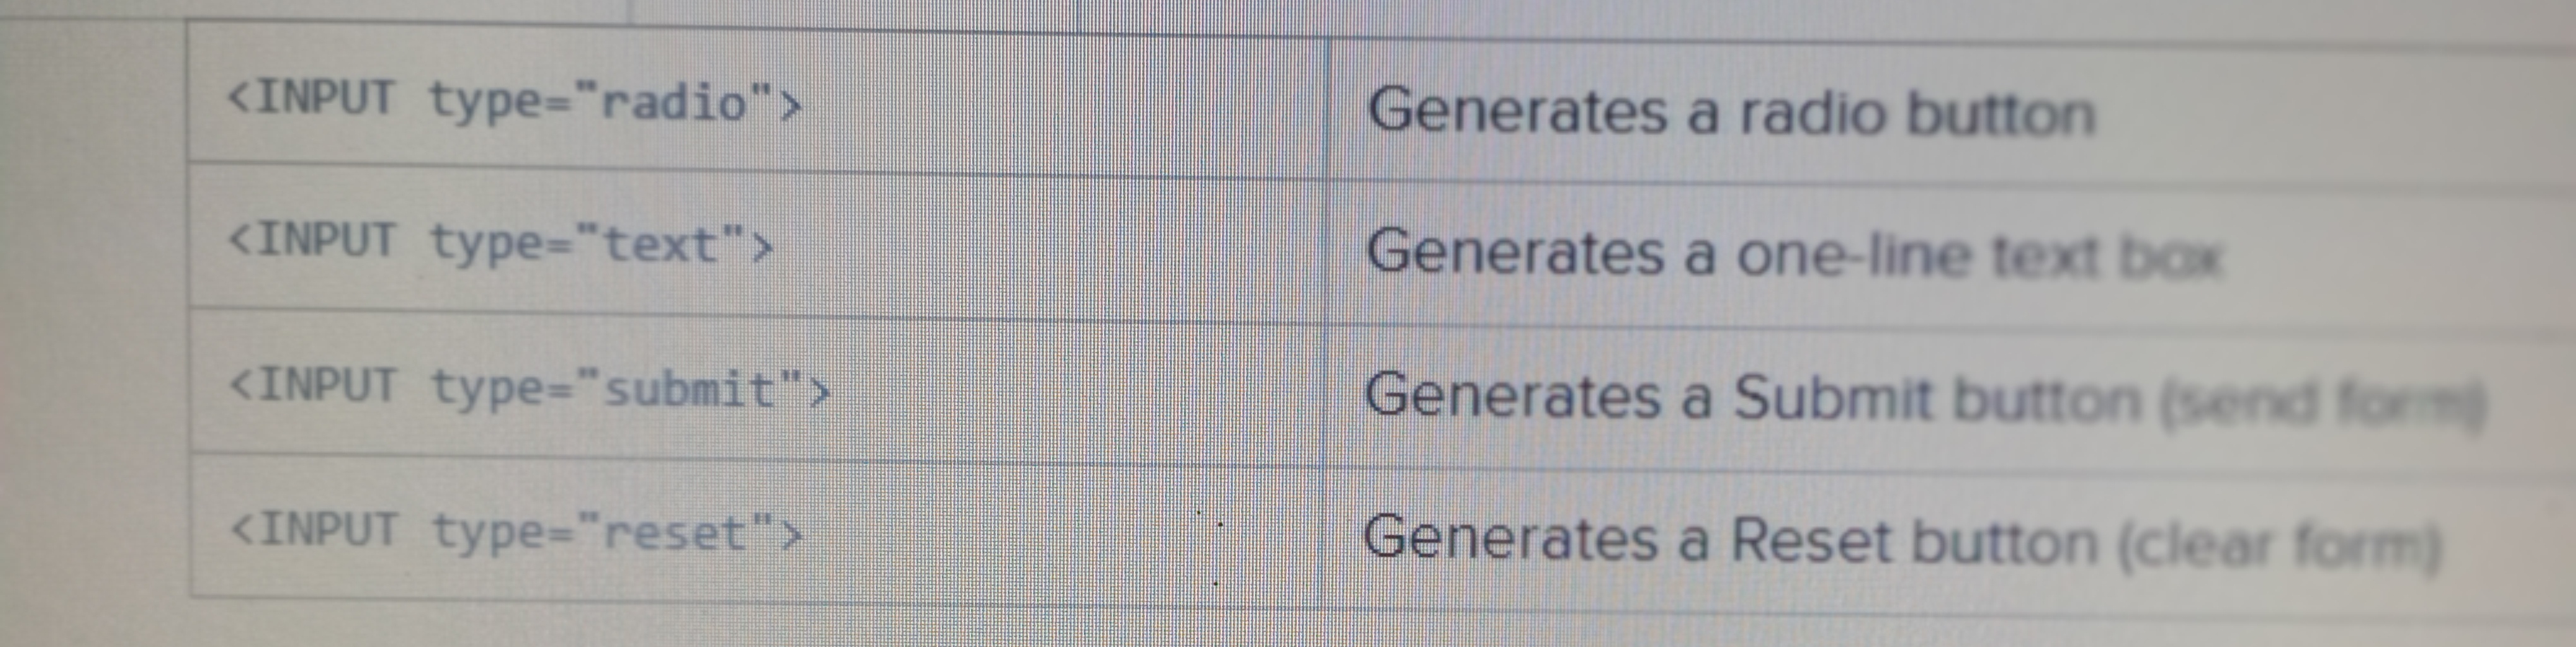 <INPUT type="radio"> Generates a radio button
<INPUT type="text"> Generates a one-line text box
<INPUT type="submit"> Generates a Submit button (send form)
<INPUT type="reset"> Generates a Reset button (clear form)